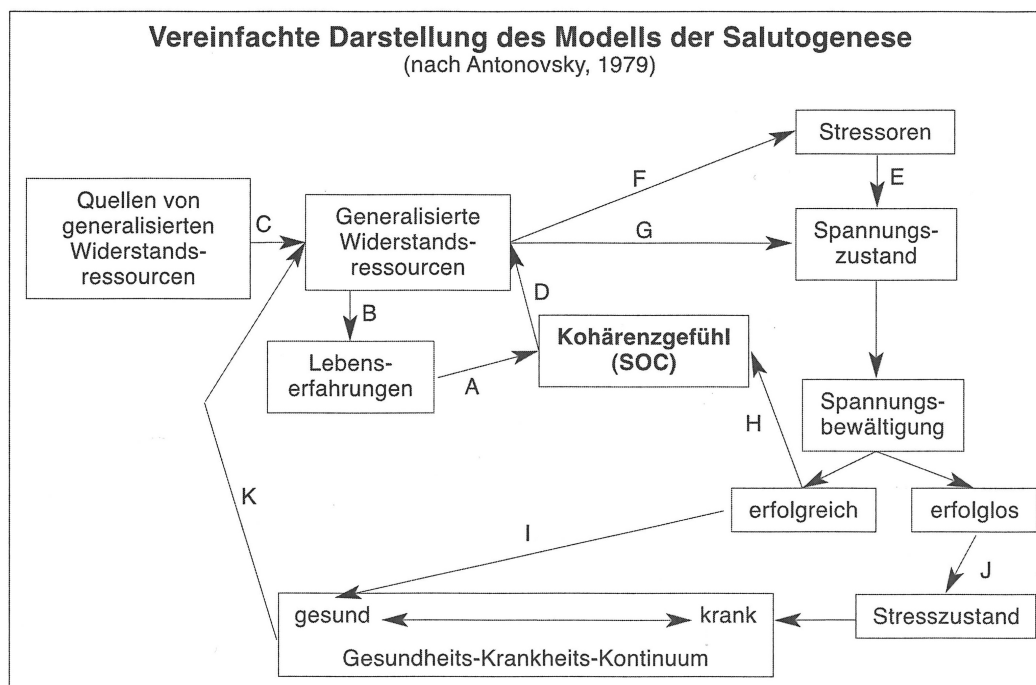 Vereinfachte Darstellung des Modells der Salutogenese
(nach Antonovsky, 1979)
Stressoren
F
E
Quellen von
generalisierten
Widerstands-
ressourcen
C
Generalisierte
Widerstands-
ressourcen
G
Spannungs-
zustand
B
D
Lebens-
erfahrungen
A
Kohärenzgefühl
(SOC)
H
Spannungs-
bewältigung
K
erfolgreich
erfolglos
I
J
gesund
krank
Stresszustand
Gesundheits-Krankheits-Kontinuum